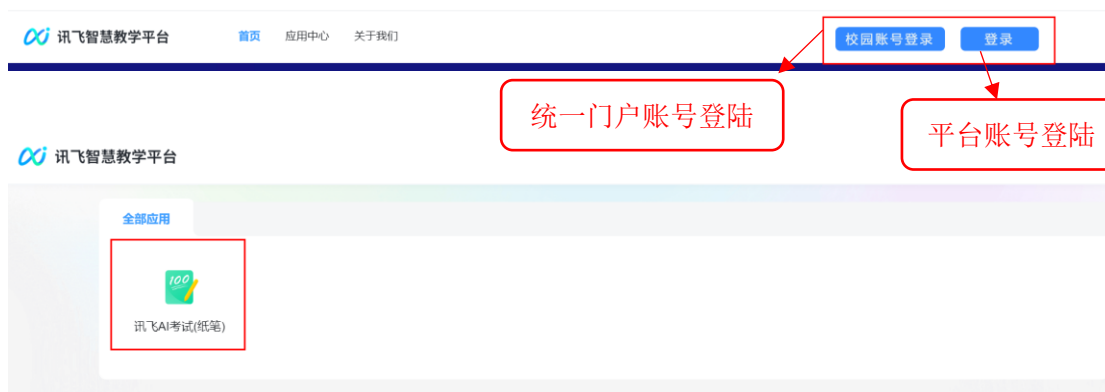 讯飞智慧教学平台 首页 应用中心 关于我们 校园账号登录 登录
统一门户账号登陆
平台账号登陆
讯飞智慧教学平台
全部应用
100
讯飞AI考试(纸笔)